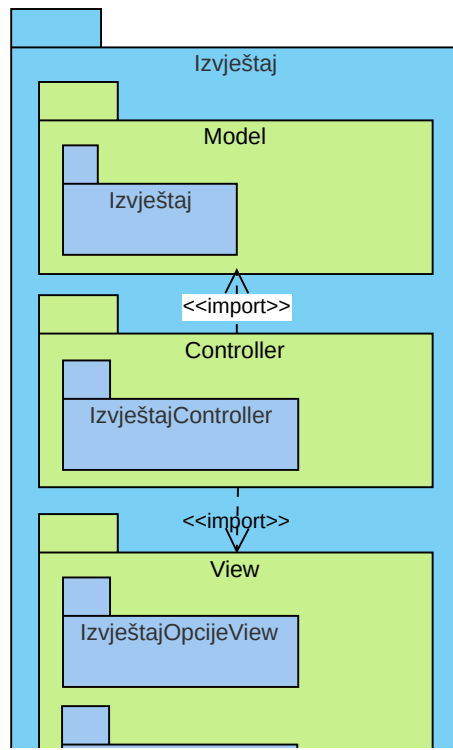 Izvještaj
Model
Izvještaj
<<import>>
Controller
IzvještajController
<<import>>
View
IzvještajOpcijeView